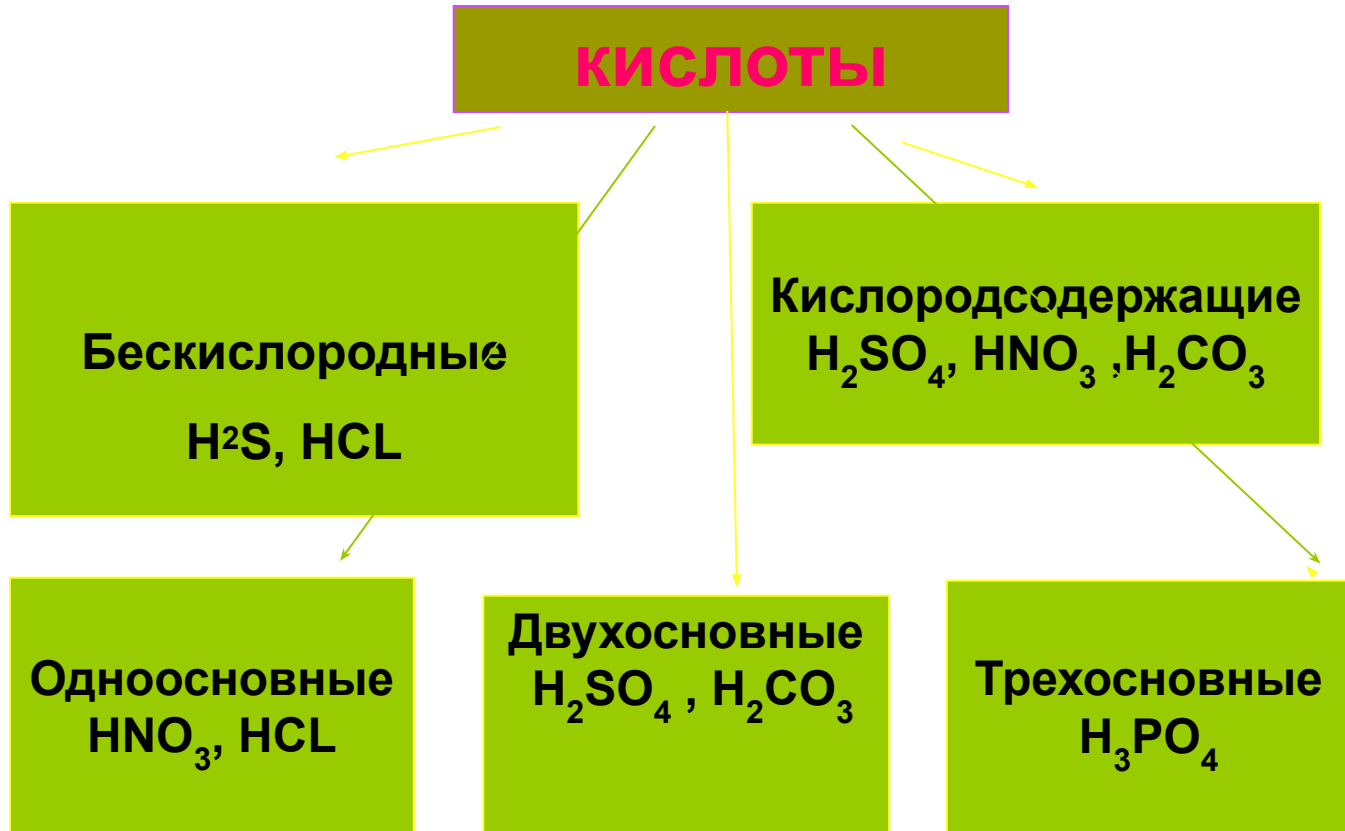 кислоты
Бескислородные
H²S, HCL
Кислородсодержащие
H₂SO₄, HNO₃ ,H₂CO₃
Одноосновные
HNO₃, HCL
Двухосновные
H₂SO₄ , H₂CO₃
Трехосновные
H₃PO₄